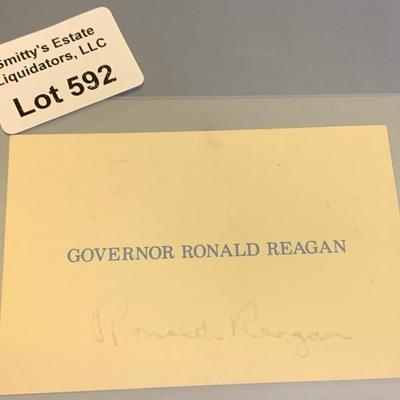 Smitty's Estate
Liquidators, LLC
Lot 592
GOVERNOR RONALD REAGAN
Ronald Reagan